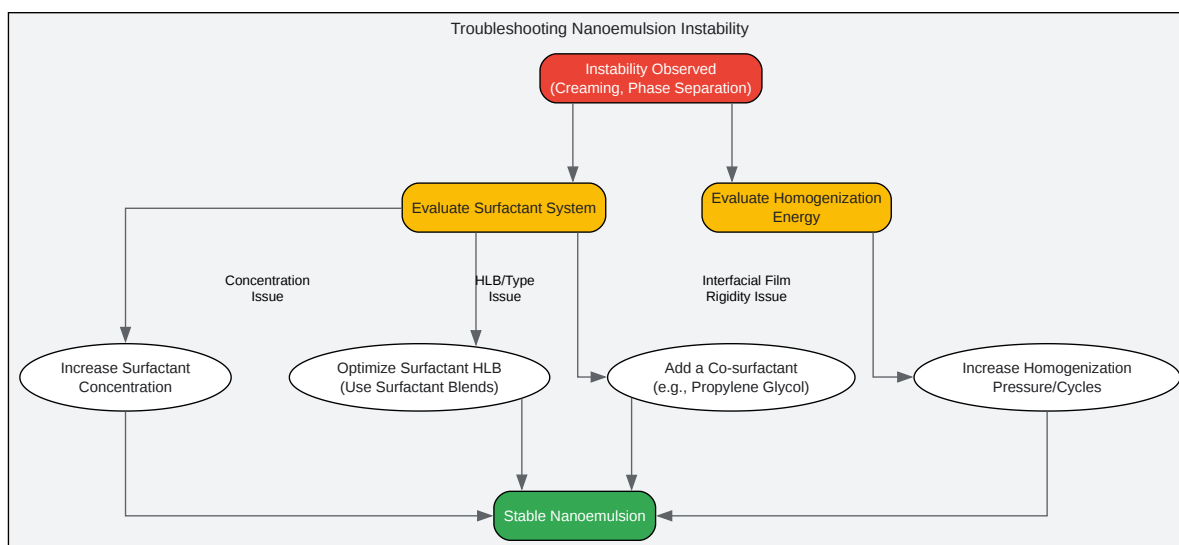 Troubleshooting Nanoemulsion Instability
Instability Observed
(Creaming, Phase Separation)
Evaluate Surfactant System
Evaluate Homogenization
Energy
Concentration
Issue
HLB/Type
Issue
Interfacial Film
Rigidity Issue
Increase Surfactant
Concentration
Optimize Surfactant HLB
(Use Surfactant Blends)
Add a Co-surfactant
(e.g., Propylene Glycol)
Increase Homogenization
Pressure/Cycles
Stable Nanoemulsion